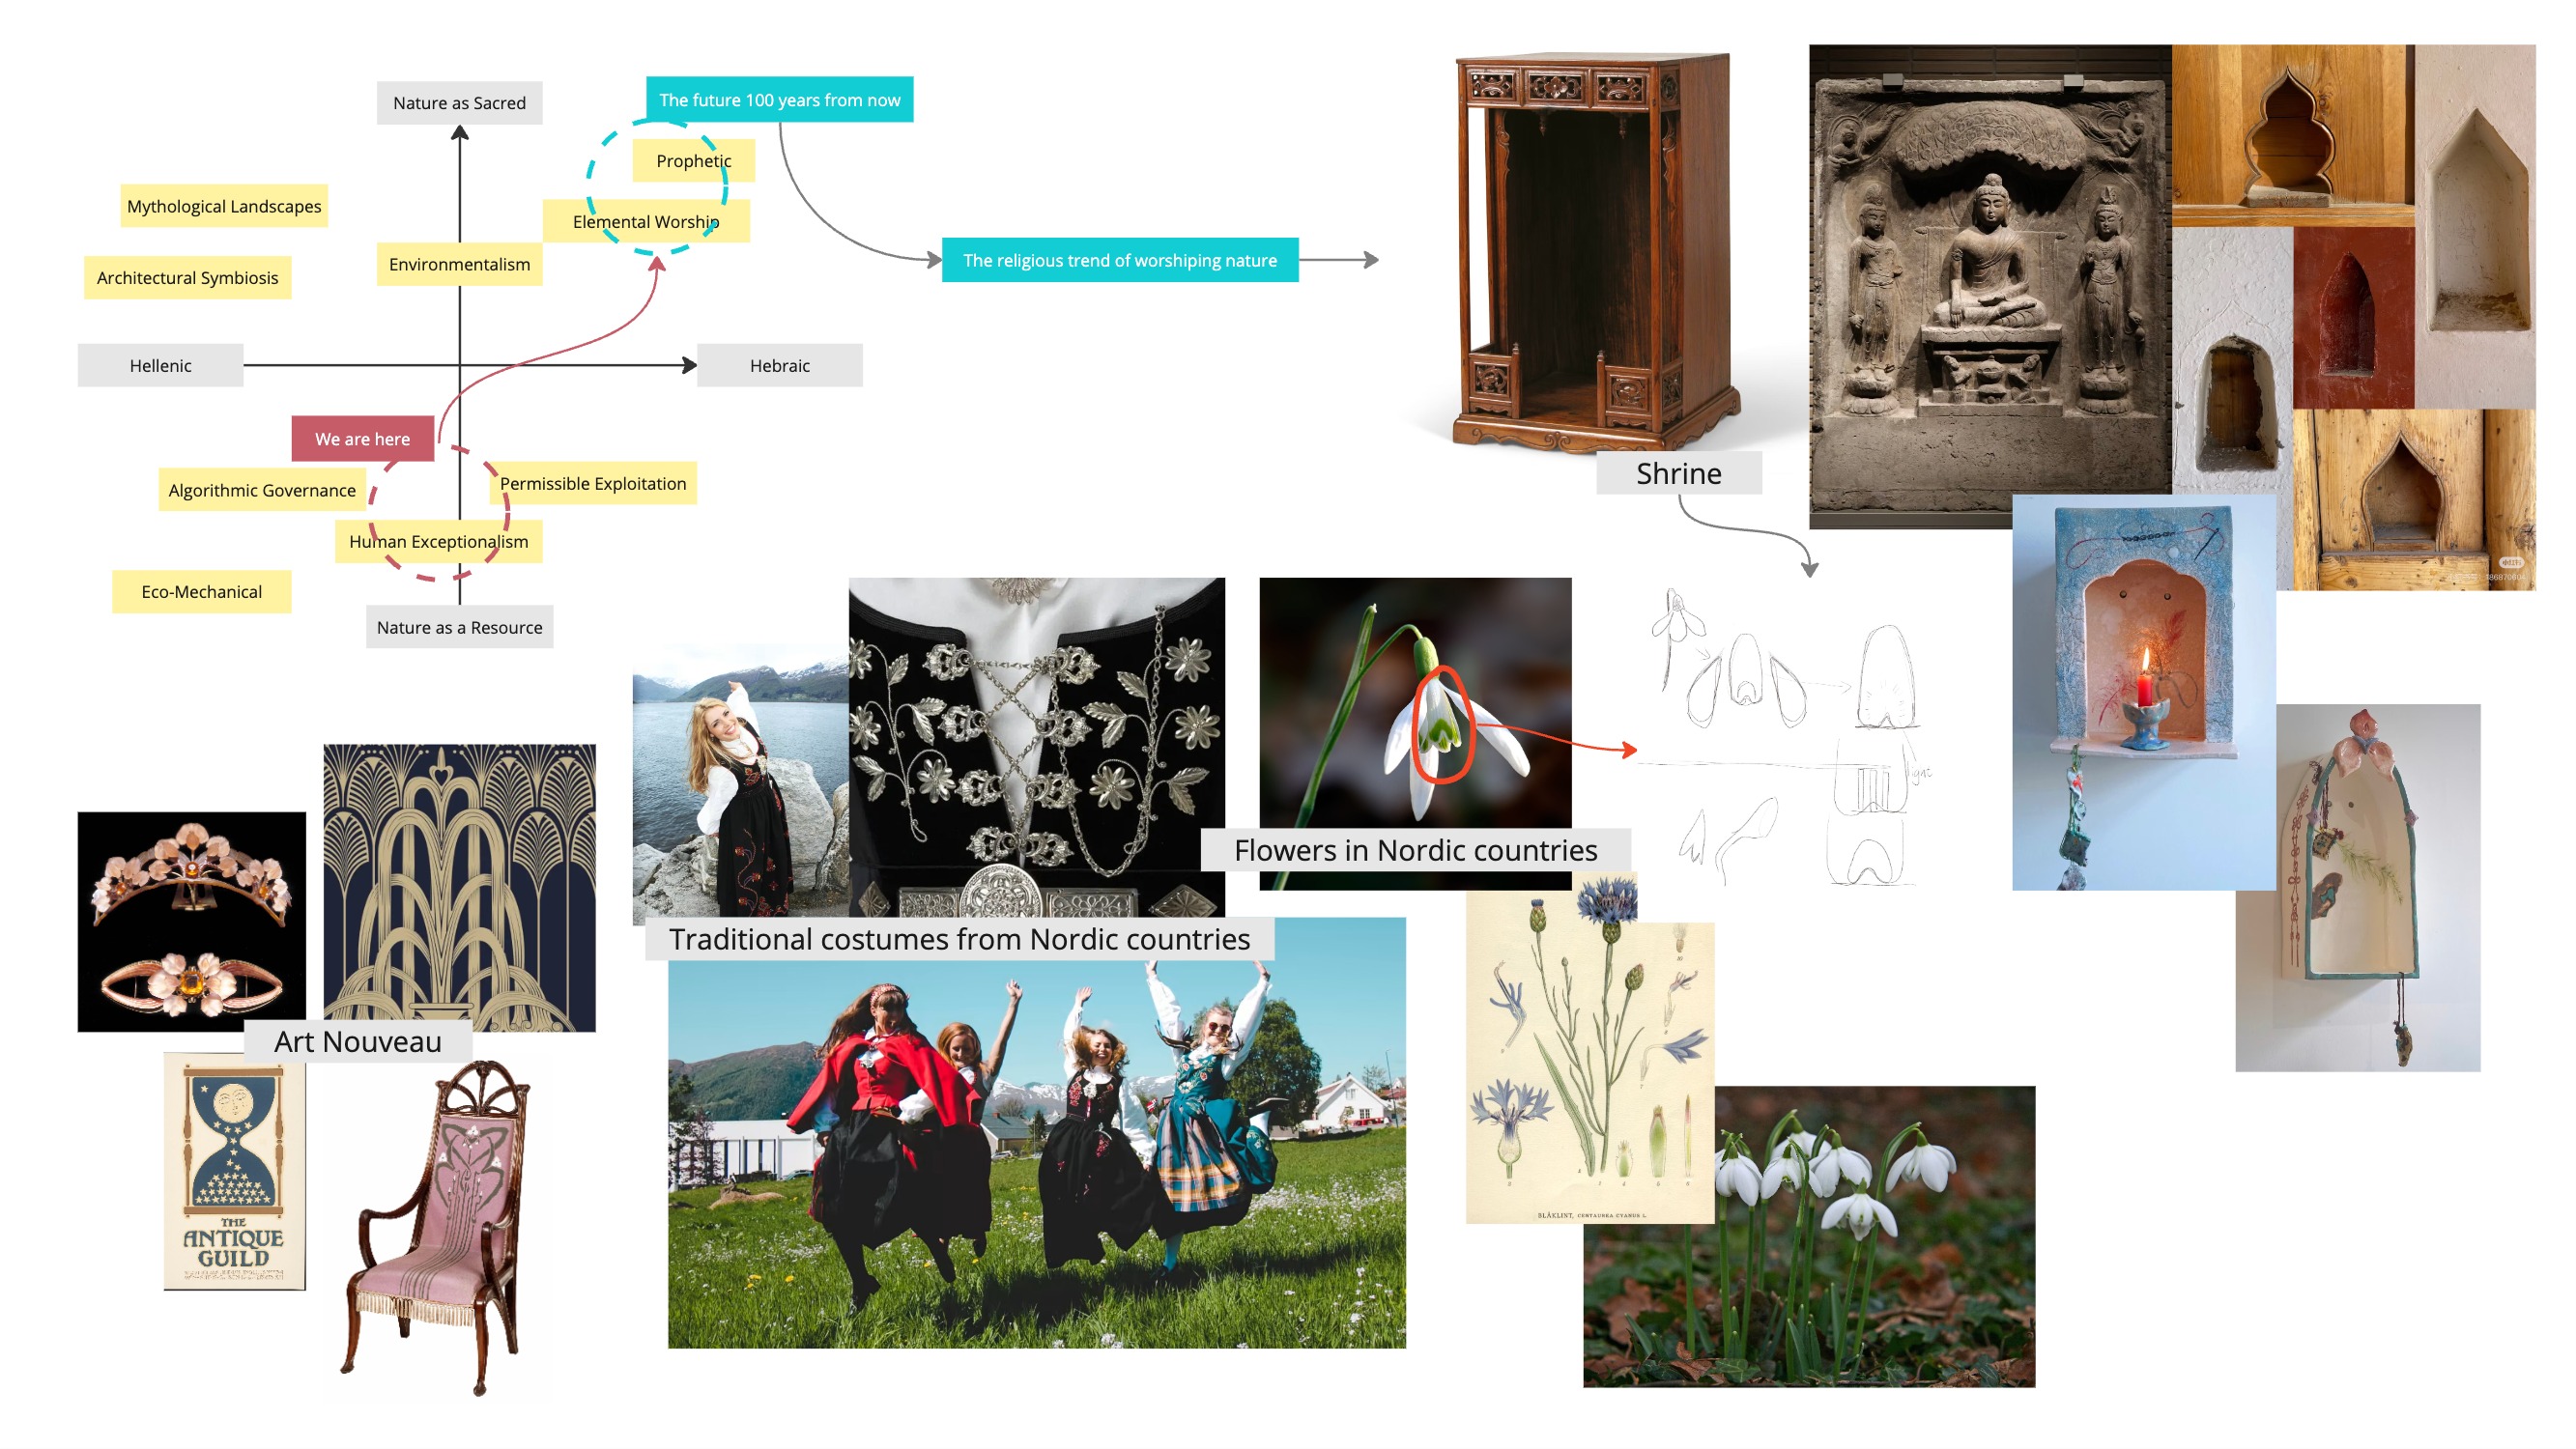 Nature as Sacred
The future 100 years from now
Prophetic
Mythological Landscapes
Elemental Worship
Environmentalism
Architectural Symbiosis
The religious trend of worshiping nature
Hellenic
Hebraic
We are here
Algorithmic Governance
Permissible Exploitation
Human Exceptionalism
Eco-Mechanical
Nature as a Resource
Shrine
Flowers in Nordic countries
Traditional costumes from Nordic countries
Art Nouveau
THE
ANTIQUE
GUILD
BLÅKLINT, CENTAUREA CYANUS L.